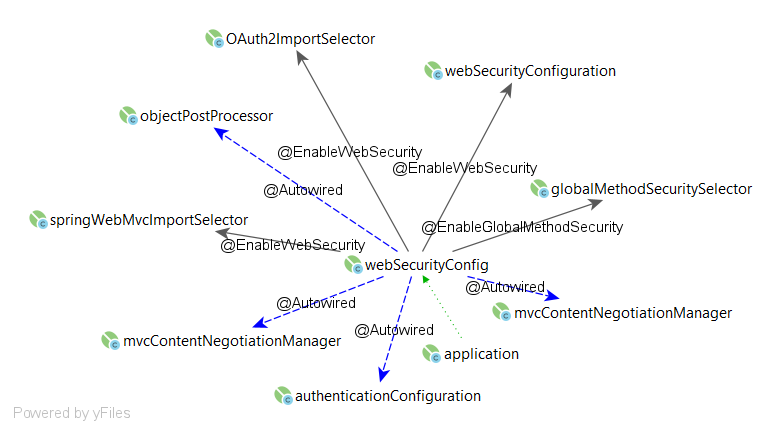 OAuth2ImportSelector
webSecurityConfiguration
objectPostProcessor
@EnableWebSecurity
@EnableWebSecurity
@Autowired
globalMethodSecuritySelector
springWebMvcImportSelector
@EnableGlobalMethodSecurity
@EnableWebSecurity
webSecurityConfig
@Autowired
@Autowired
mvcContentNegotiationManager
@Autowired
mvcContentNegotiationManager
application
authenticationConfiguration
Powered by yFiles